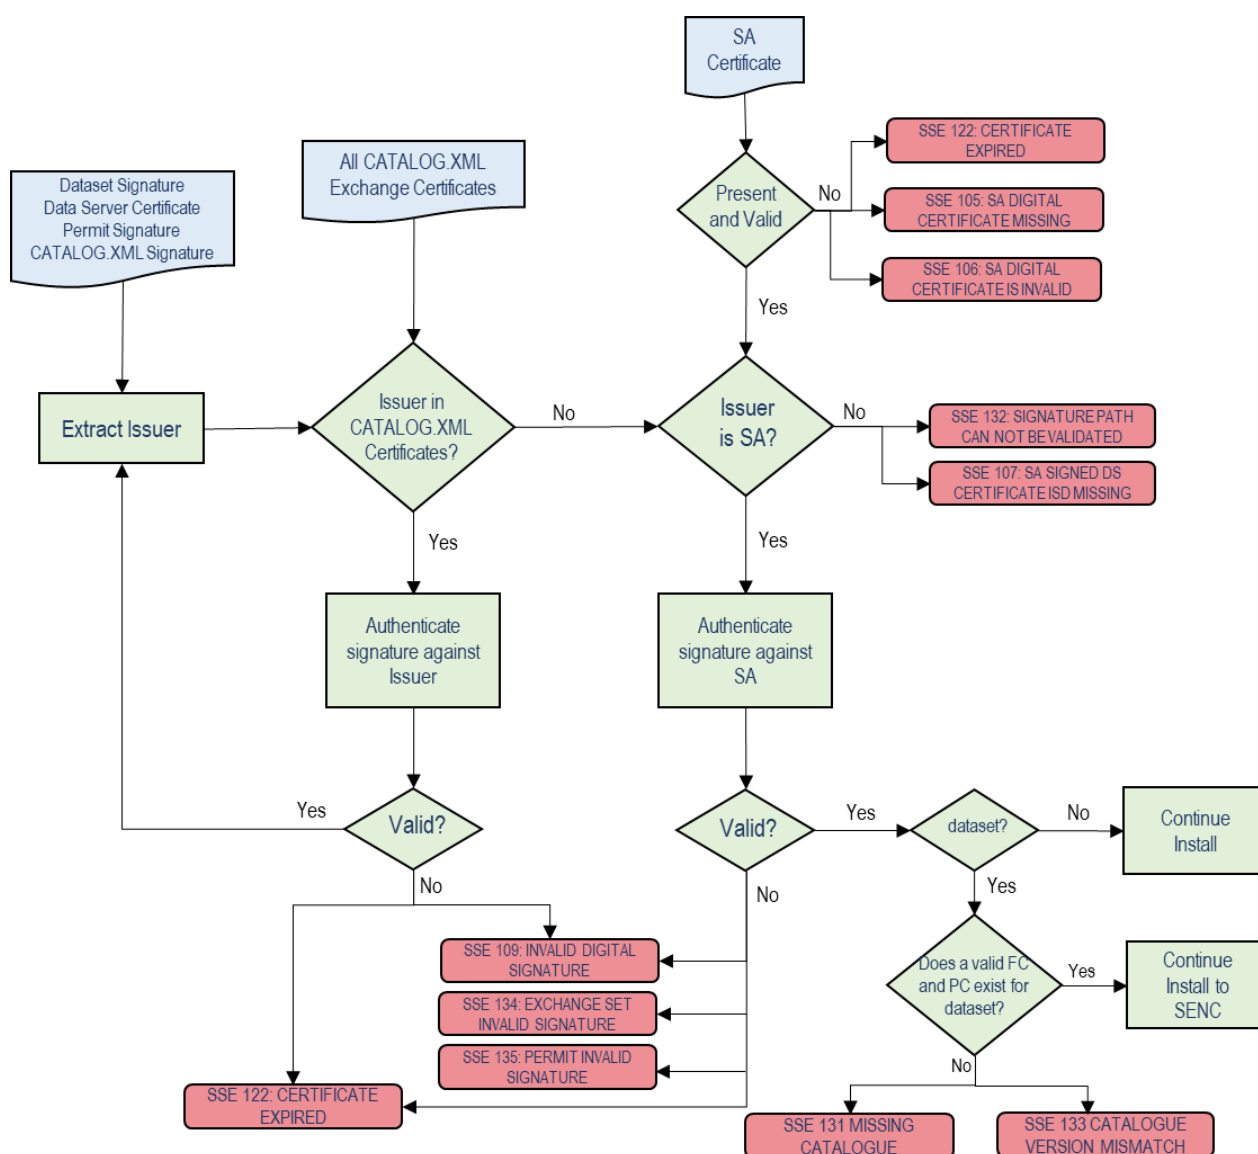 SA
Certificate
SSE 122: CERTIFICATE
EXPIRED
All CATALOG.XML
Exchange Certificates
Dataset Signature
Data Server Certificate
Permit Signature
CATALOG.XML Signature
Present
and Valid
No
SSE 105: SA DIGITAL
CERTIFICATE MISSING
SSE 106: SA DIGITAL
CERTIFICATE IS INVALID
Yes
Extract Issuer
Issuer in
CATALOG.XML
Certificates?
No
Issuer
is SA?
No
SSE 132: SIGNATURE PATH
CAN NOT BE VALIDATED
SSE 107: SA SIGNED DS
CERTIFICATE ISD MISSING
Yes
Yes
Authenticate
signature against
Issuer
Authenticate
signature against
SA
Yes
Valid?
No
Valid?
Yes
No
dataset?
No
Continue
Install
Yes
SSE 109: INVALID DIGITAL
SIGNATURE
SSE 134: EXCHANGE SET
INVALID SIGNATURE
SSE 135: PERMIT INVALID
SIGNATURE
SSE 122: CERTIFICATE
EXPIRED
Does a valid FC
and PC exist for
dataset?
Yes
Continue
Install to
SENC
No
SSE 131 MISSING
CATALOGUE
SSE 133 CATALOGUE
VERSION MISMATCH